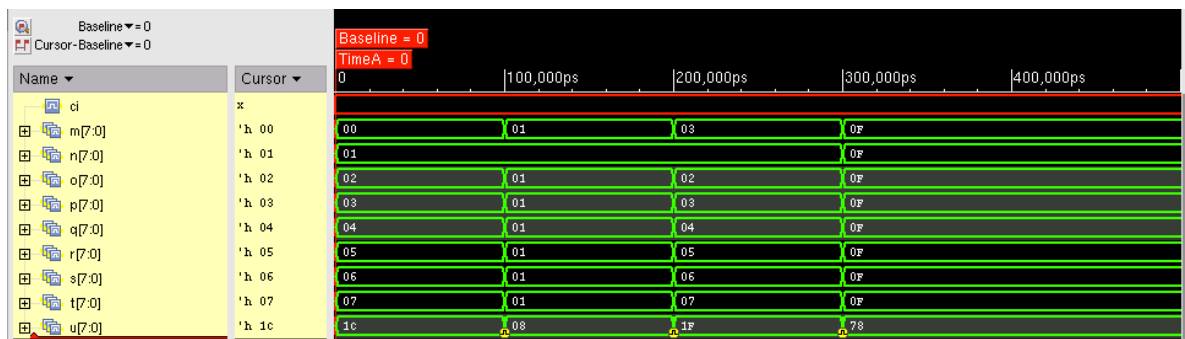 Baseline▼= 0
Cursor-Baseline▼= 0
Baseline = 0
TimeA = 0
Name ▼ Cursor ▼ 0 100,000ps 200,000ps 300,000ps 400,000ps
ci x
m[7:0] 'h 00 00 01 03 0F
n[7:0] 'h 01 01 0F
o[7:0] 'h 02 02 01 02 0F
p[7:0] 'h 03 03 01 03 0F
q[7:0] 'h 04 04 01 04 0F
r[7:0] 'h 05 05 01 05 0F
s[7:0] 'h 06 06 01 06 0F
t[7:0] 'h 07 07 01 07 0F
u[7:0] 'h 1c 1c 08 1F 78